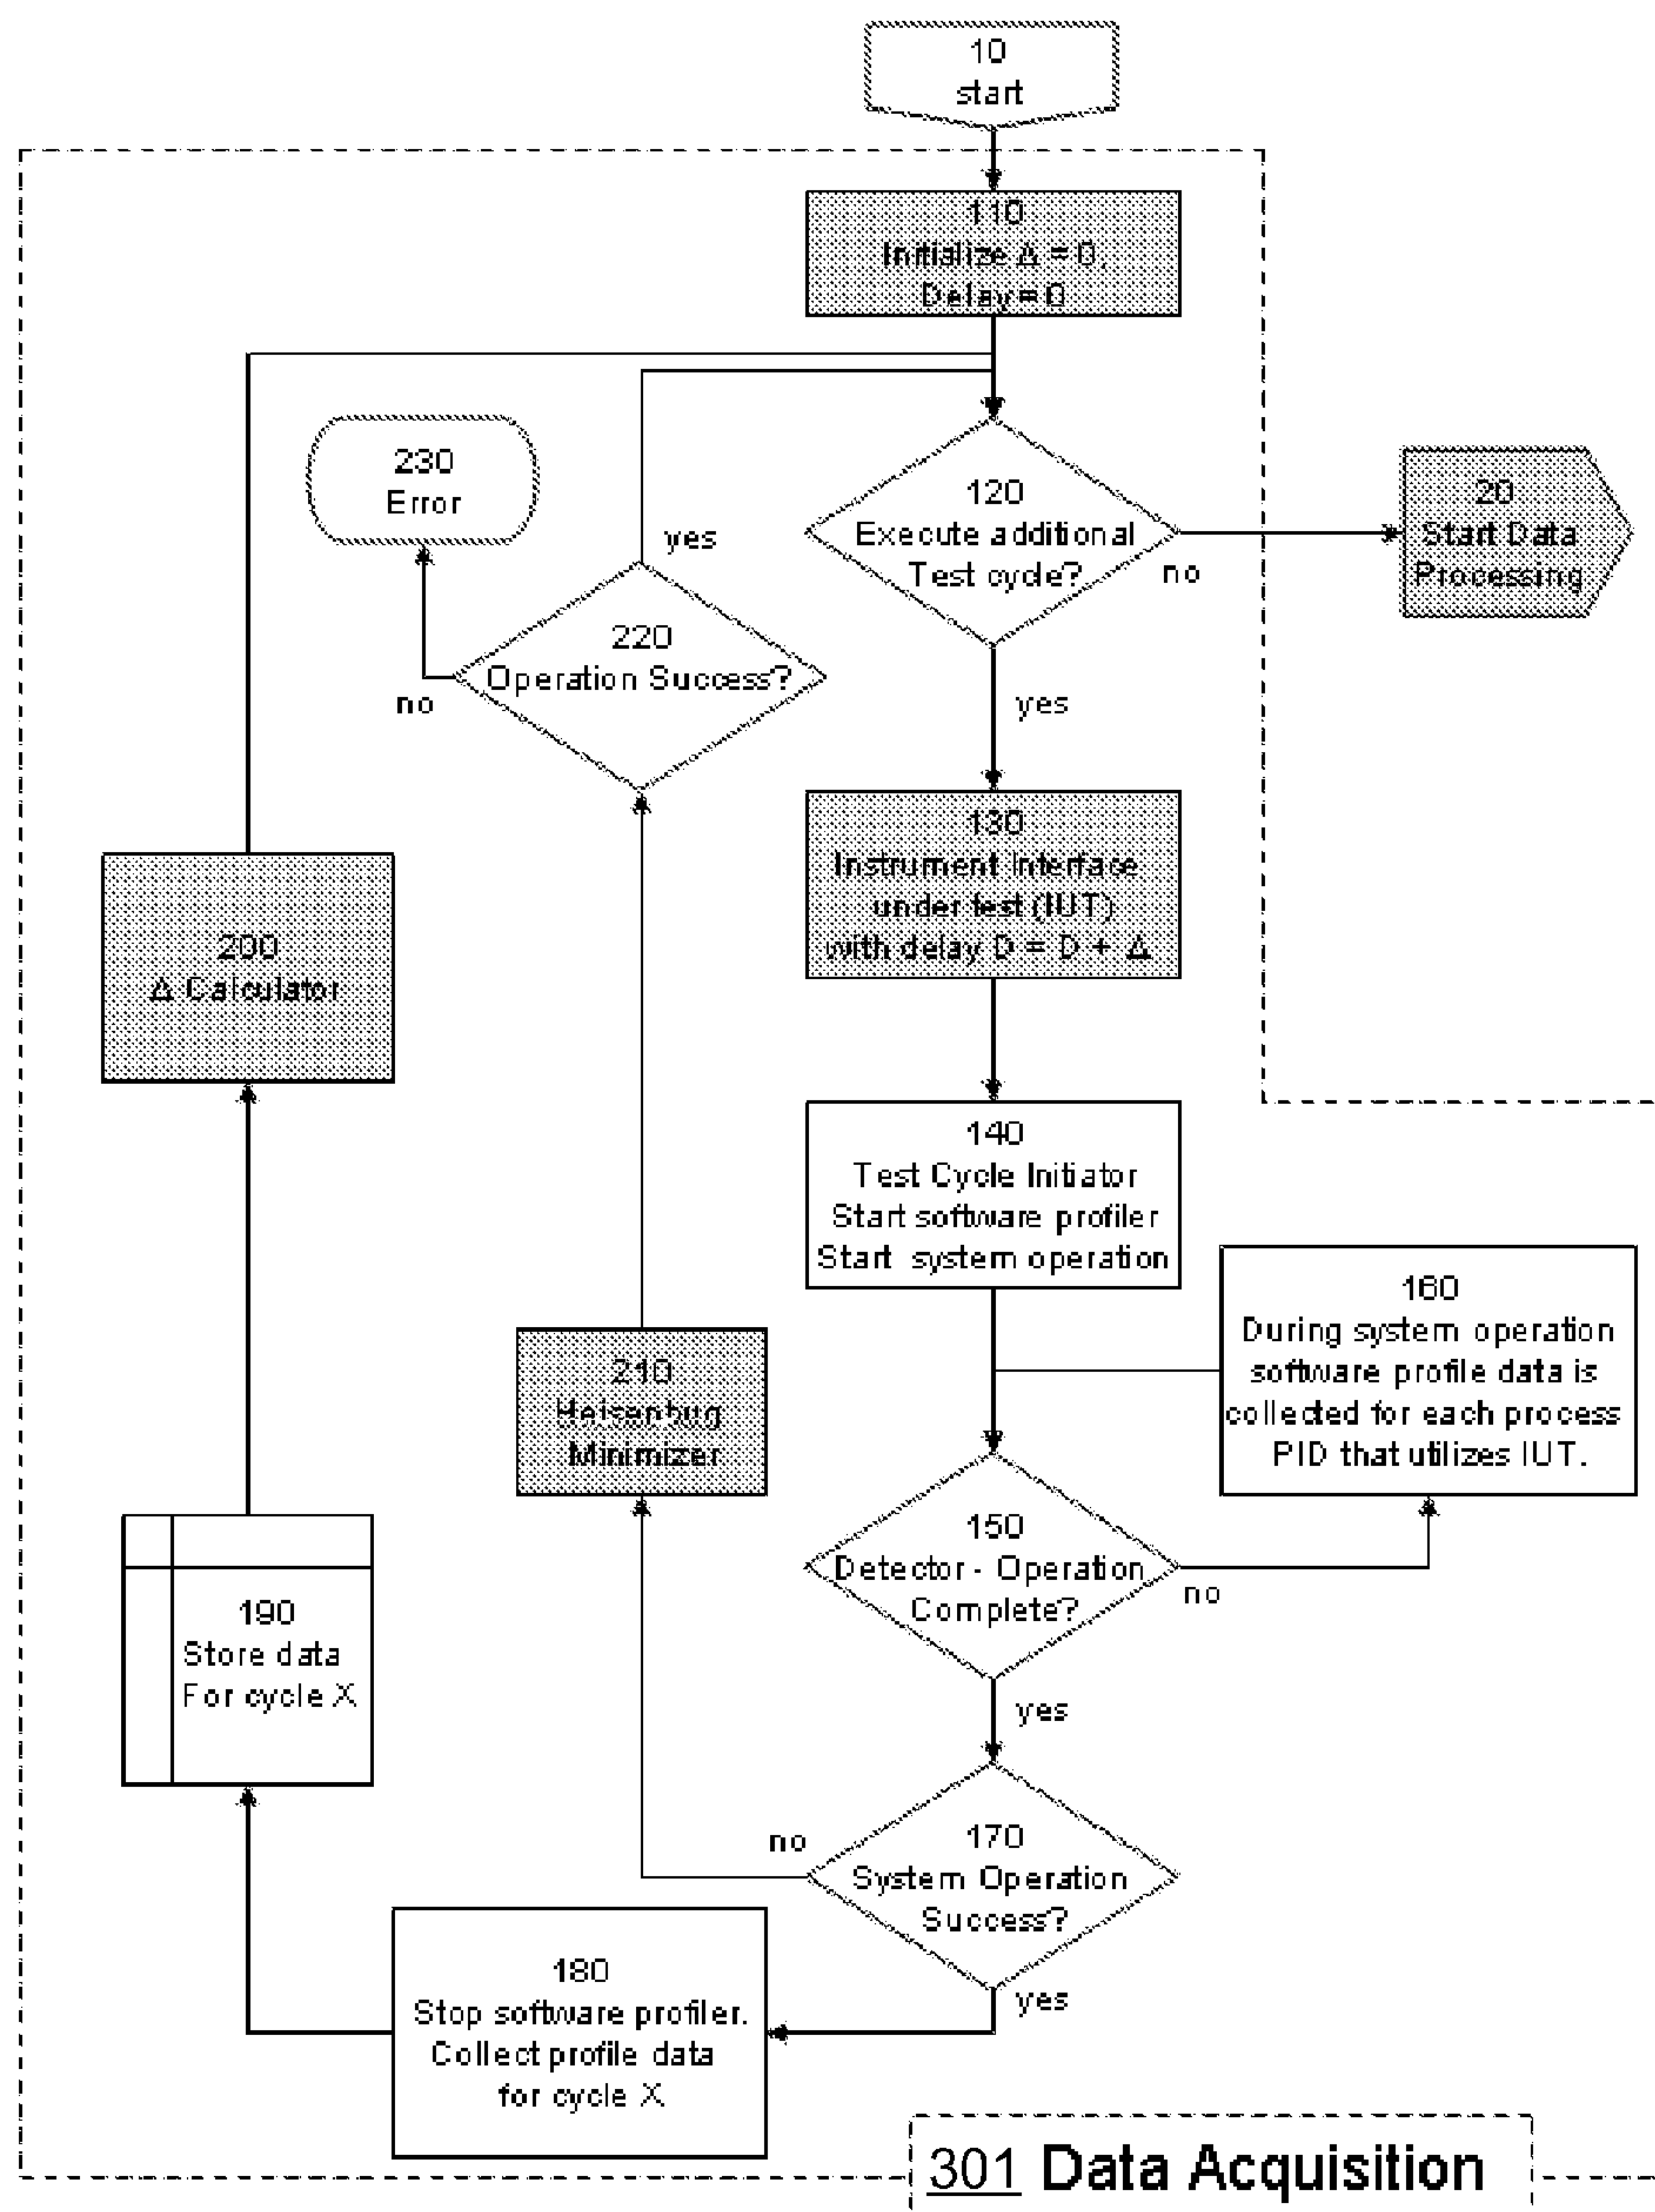 10
start
110
Initialize Δ = 0,
Delay = 0
230
Error
120
Execute additional
Test cycle?
no
20
Start Data
Processing
yes
220
Operation Success?
no
yes
130
Instrument Interface
under test (IUT)
with delay D = D + Δ
200
Δ Calculator
140
Test Cycle Initiator
Start software profiler
Start system operation
160
During system operation
software profile data is
collected for each process
PID that utilizes IUT.
210
Heisenbug
Minimizer
150
Detector - Operation
Complete?
no
190
Store data
For cycle X
yes
170
System Operation
Success?
no
yes
180
Stop software profiler.
Collect profile data
for cycle X
301 Data Acquisition